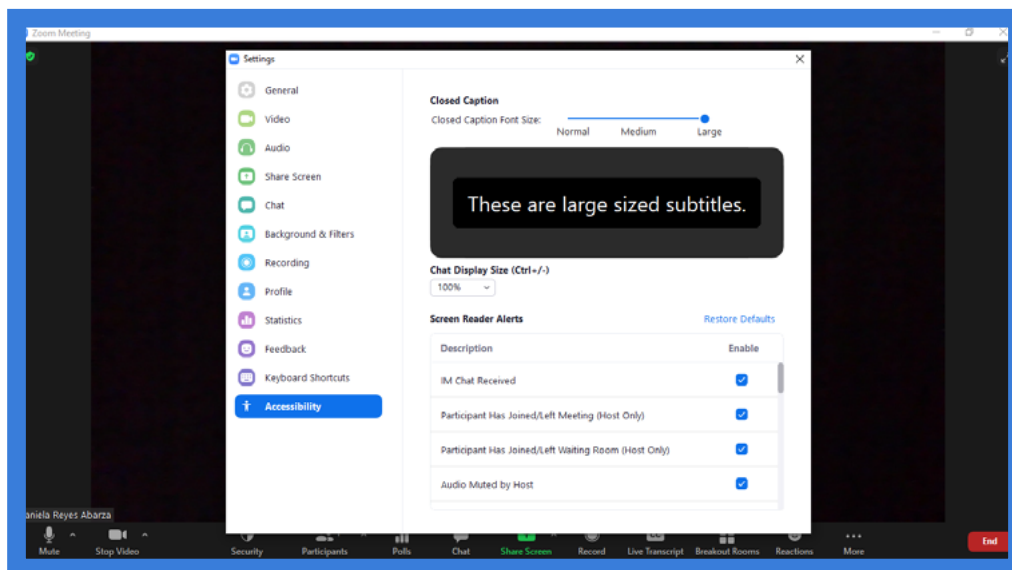 Zoom Meeting
Settings
General
Video
Audio
Share Screen
Chat
Background & Filters
Recording
Profile
Statistics
Feedback
Keyboard Shortcuts
Accessibility
Closed Caption
Closed Caption Font Size:
Normal Medium Large
These are large sized subtitles.
Chat Display Size (Ctrl+/-)
100%
Screen Reader Alerts Restore Defaults
Description Enable
IM Chat Received
Participant Has Joined/Left Meeting (Host Only)
Participant Has Joined/Left Waiting Room (Host Only)
Audio Muted by Host
aniela Reyes Abarza
Mute Stop Video Security Participants Polls Chat Share Screen Record Live Transcript Breakout Rooms Reactions More End